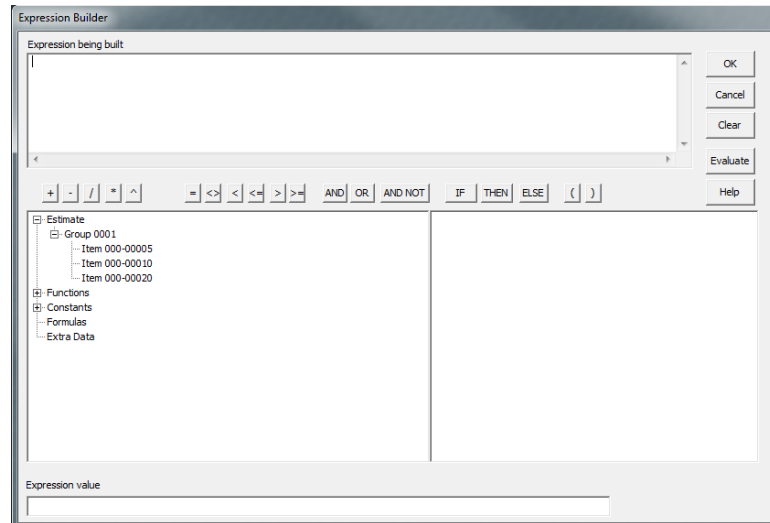 Expression Builder
Expression being built
OK
Cancel
Clear
Evaluate
Help
+ - / * ^ = <> < <= > >= AND OR AND NOT IF THEN ELSE ( )
Estimate
Group 0001
Item 000-00005
Item 000-00010
Item 000-00020
Functions
Constants
Formulas
Extra Data
Expression value